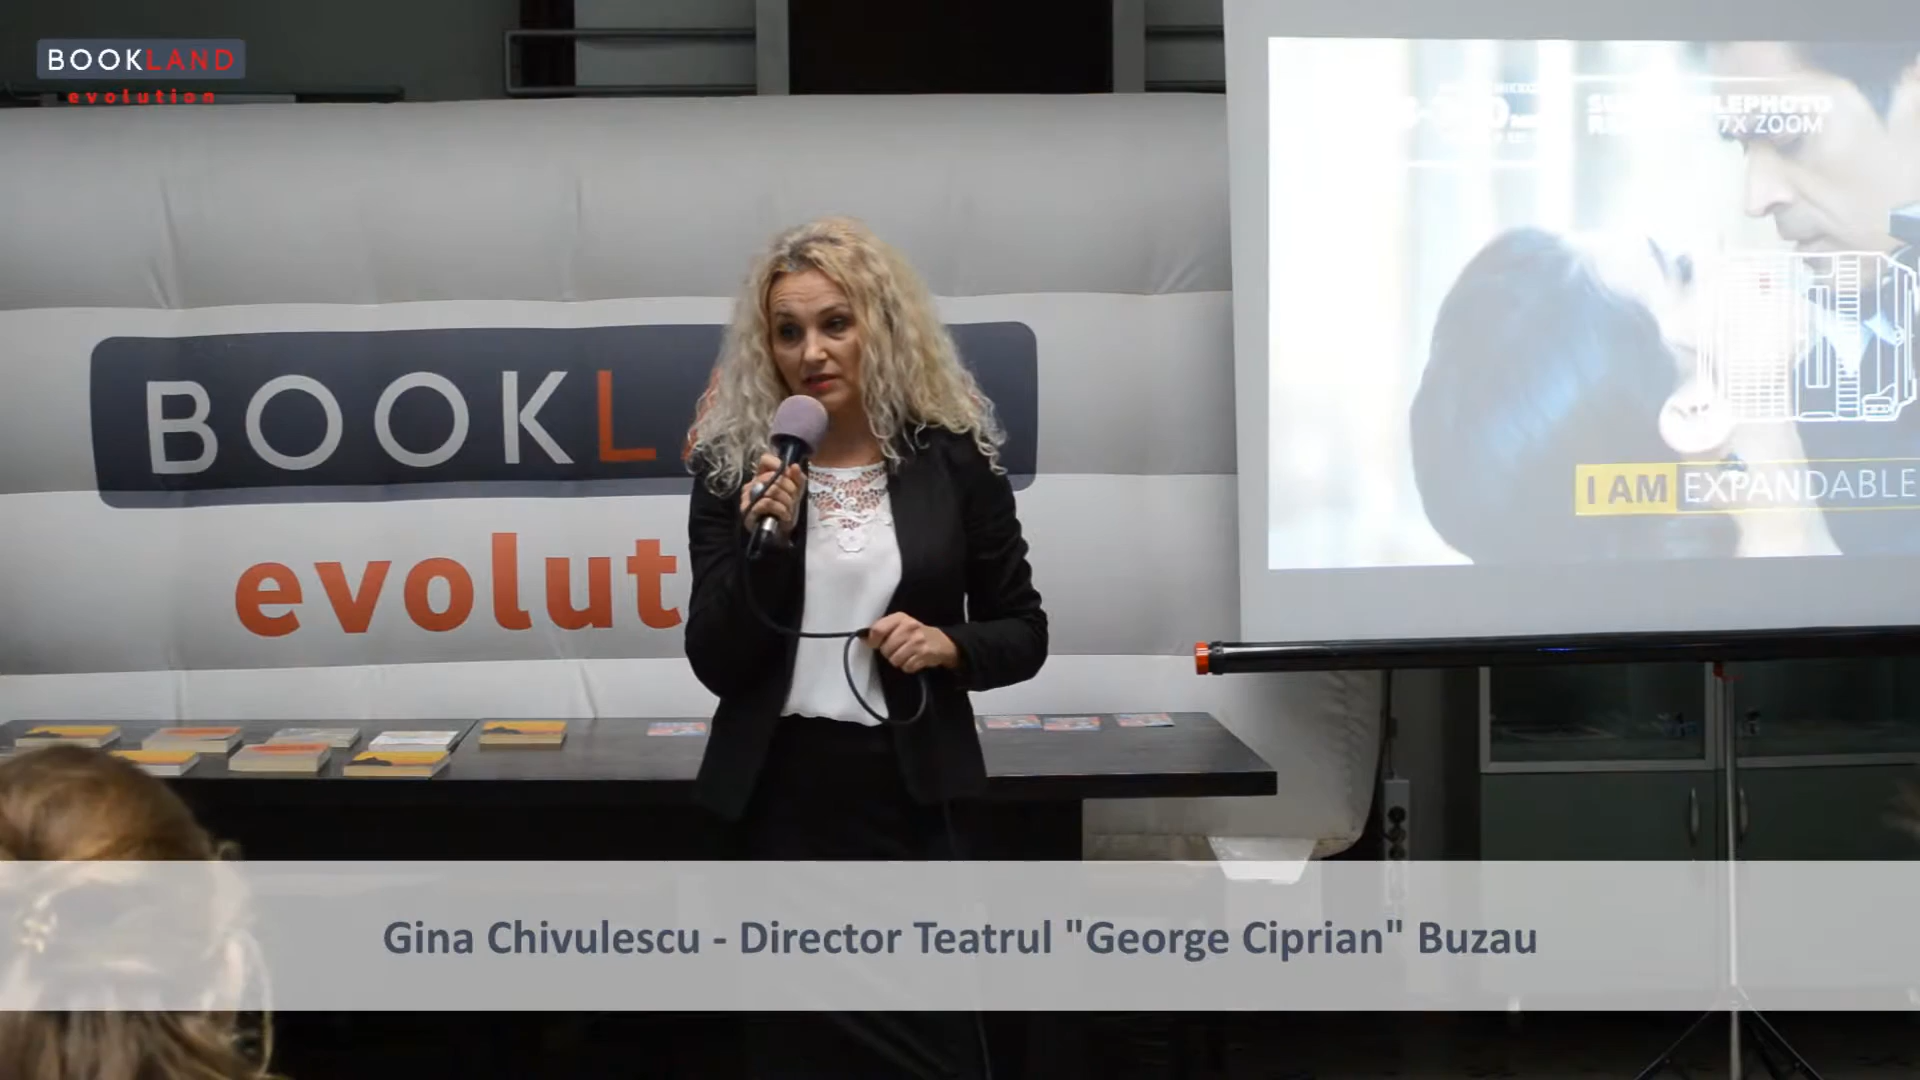 BOOKLAND
evolution
BOOKL
evolut
7X ZOOM
I AM EXPANDABLE
Gina Chivulescu - Director Teatrul "George Ciprian" Buzau